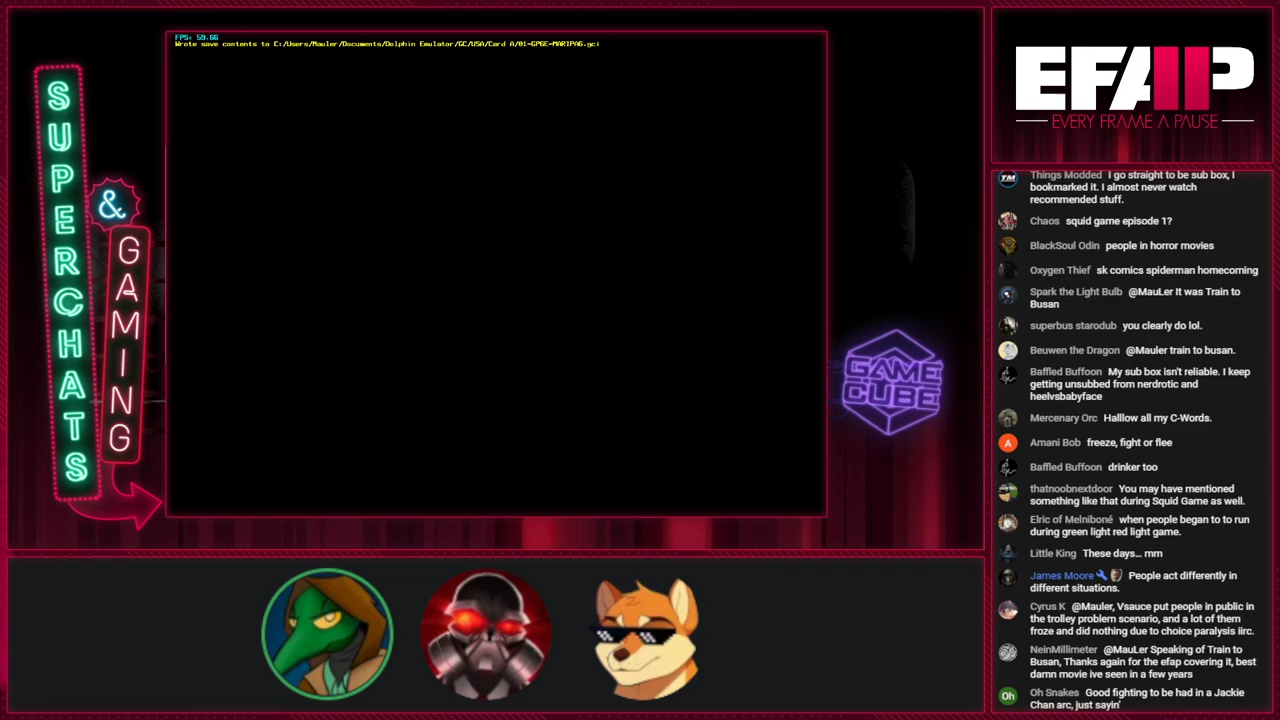 FPS: 59.66
Wrote save contents to C:/Users/Mauler/Documents/Dolphin Emulator/GC/USA/Card A/01-GP6E-MARIPA6.gci
SUPERCHATS
&
GAMING
GAME
CUBE
EFAP
EVERY FRAME A PAUSE
TM
Things Modded I go straight to be sub box, I
bookmarked it. I almost never watch
recommended stuff.
Chaos squid game episode 1?
BlackSoul Odin people in horror movies
Oxygen Thief sk comics spiderman homecoming
Spark the Light Bulb @MauLer It was Train to
Busan
superbus starodub you clearly do lol.
Beuwen the Dragon @Mauler train to busan.
Baffled Buffoon My sub box isn't reliable. I keep
getting unsubbed from nerdrotic and
heelvsbabyface
Mercenary Orc Halllow all my C-Words.
A
Amani Bob freeze, fight or flee
Baffled Buffoon drinker too
thatnoobnextdoor You may have mentioned
something like that during Squid Game as well.
Elric of Melniboné when people began to to run
during green light red light game.
Little King These days... mm
James Moore People act differently in
different situations.
Cyrus K @Mauler, Vsauce put people in public in
the trolley problem scenario, and a lot of them
froze and did nothing due to choice paralysis iirc.
NeinMillimeter @MauLer Speaking of Train to
Busan, Thanks again for the efap covering it, best
damn movie ive seen in a few years
Oh
Oh Snakes Good fighting to be had in a Jackie
Chan arc, just sayin'